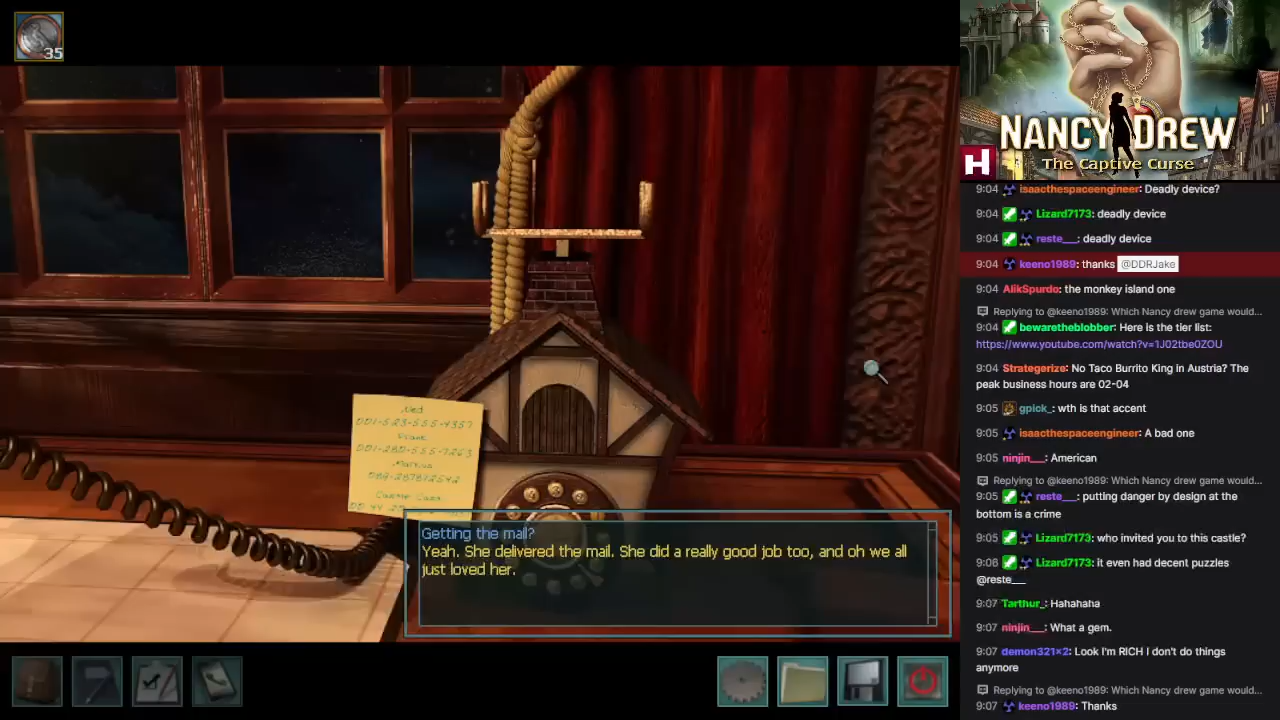 35
Ned
001-523-555-4357
Frank
001-280-555-7263
Markus
Getting the mail?
Yeah. She delivered the mail. She did a really good job too, and oh we all
just loved her.
NANCY DREW
The Captive Curse
H
9:04 isaacthespaceengineer: Deadly device?
9:04 Lizard7173: deadly device
9:04 reste___: deadly device
9:04 keeno1989: thanks @DDRJake
9:04 AlikSpurdo: the monkey island one
Replying to @keeno1989: Which Nancy drew game would...
9:04 bewaretheblobber: Here is the tier list:
https://www.youtube.com/watch?v=1J02tbe0ZOU
9:04 Strategerize: No Taco Burrito King in Austria? The
peak business hours are 02-04
9:05 gpick_: wth is that accent
9:05 isaacthespaceengineer: A bad one
9:05 ninjin___: American
Replying to @keeno1989: Which Nancy drew game would...
9:05 reste___: putting danger by design at the
bottom is a crime
9:05 Lizard7173: who invited you to this castle?
9:06 Lizard7173: it even had decent puzzles
@reste___
9:07 Tarthur_: Hahahaha
9:07 ninjin___: What a gem.
9:07 demon321x2: Look I'm RICH I don't do things
anymore
Replying to @keeno1989: Which Nancy drew game would...
9:07 keeno1989: Thanks